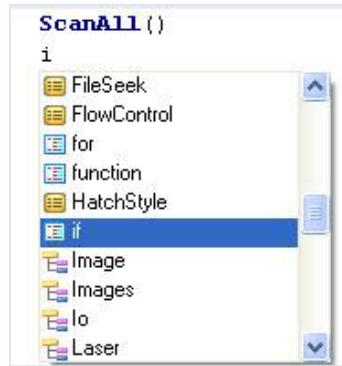 ScanAll()
i
FileSeek
FlowControl
for
function
HatchStyle
if
Image
Images
Io
Laser